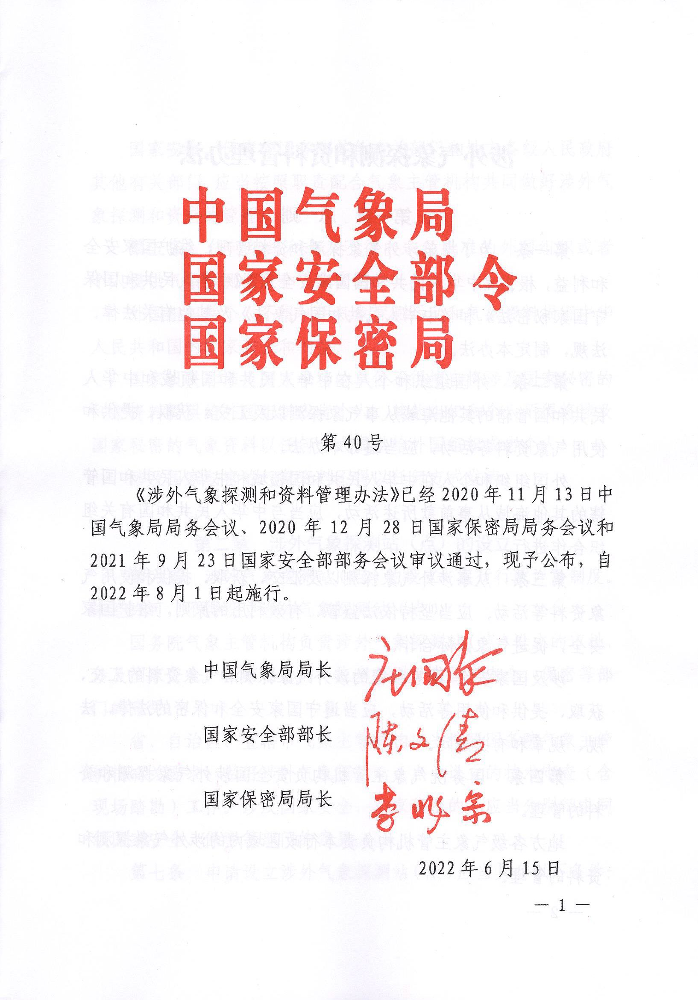 中国气象局
国家安全部令
国家保密局
第 40 号
《涉外气象探测和资料管理办法》已经 2020 年 11 月 13 日中
国气象局局务会议、2020 年 12 月 28 日国家保密局局务会议和
2021 年 9 月 23 日国家安全部部务会议审议通过，现予公布，自
2022 年 8 月 1 日起施行。
中国气象局局长 庄国泰
国家安全部部长 陈文清
国家保密局局长 李兆宗
2022 年 6 月 15 日
— 1 —